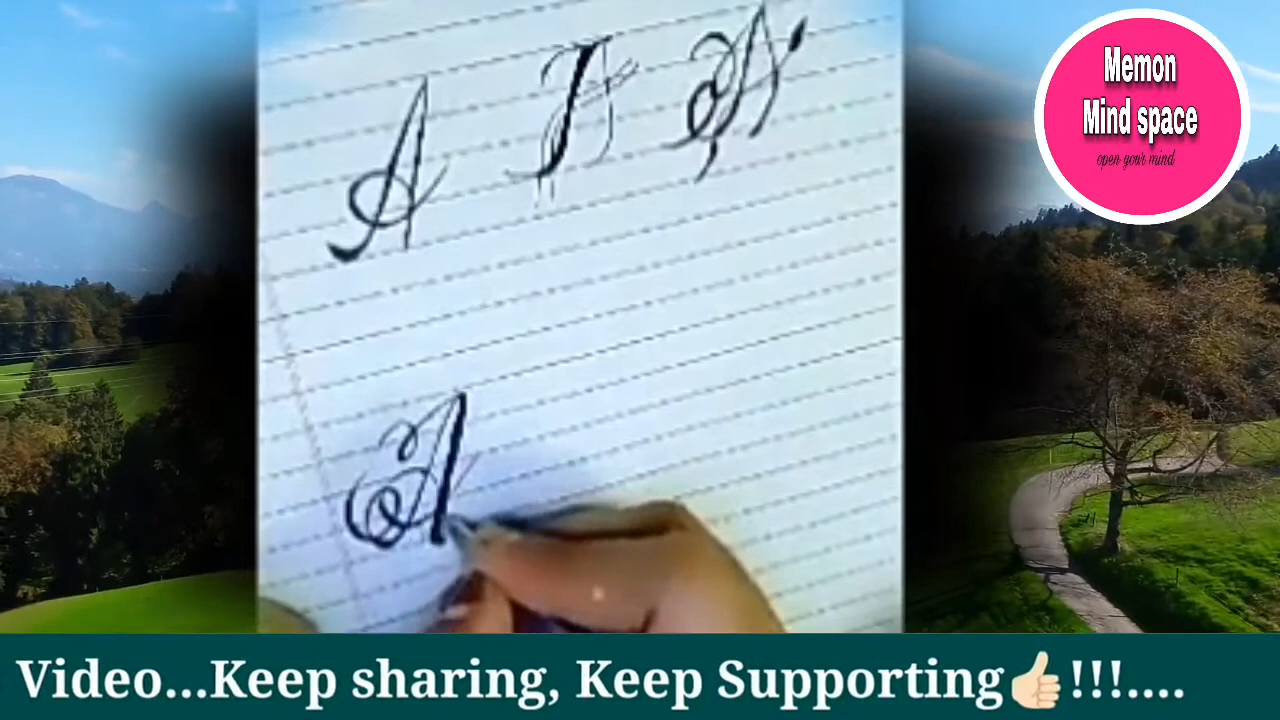 A A A
A
Memon
Mind space
open your mind
Video...Keep sharing, Keep Supporting👍🏻!!!....